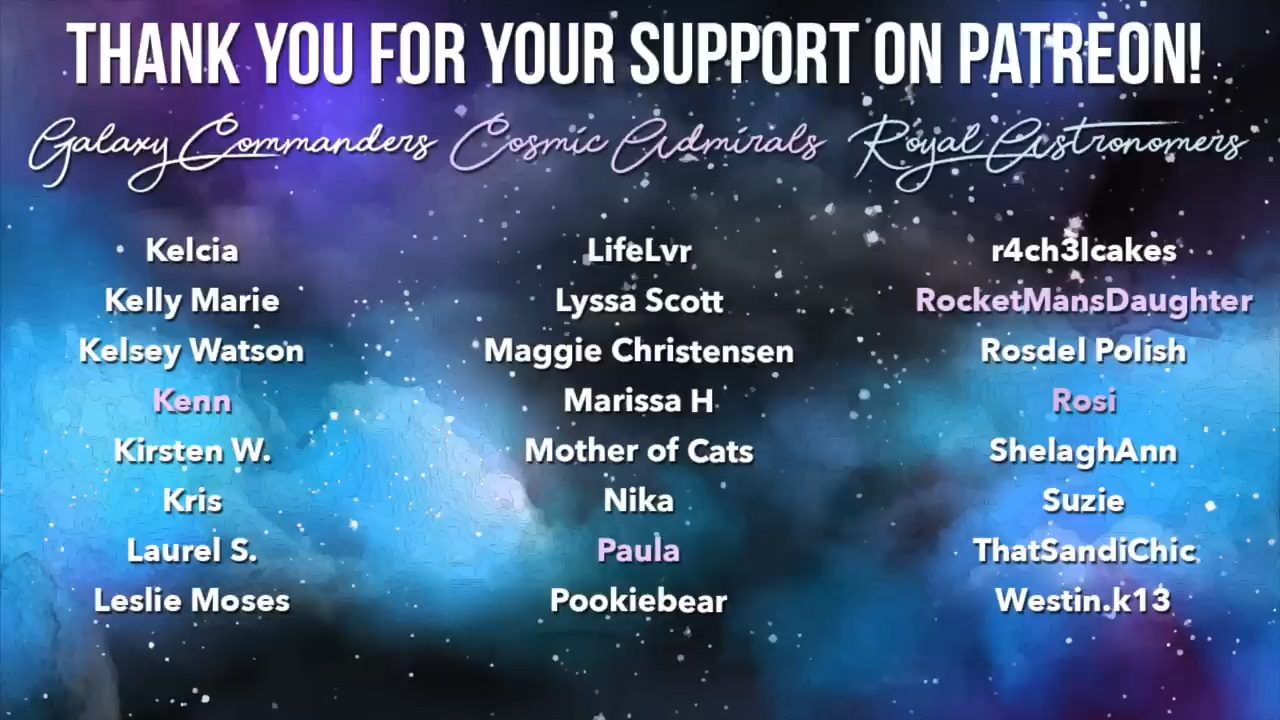 THANK YOU FOR YOUR SUPPORT ON PATREON!
Galaxy Commanders Cosmic Admirals Royal Astronomers
Kelcia LifeLvr r4ch3lcakes
Kelly Marie Lyssa Scott RocketMansDaughter
Kelsey Watson Maggie Christensen Rosdel Polish
Kenn Marissa H Rosi
Kirsten W. Mother of Cats ShelaghAnn
Kris Nika Suzie
Laurel S. Paula ThatSandiChic
Leslie Moses Pookiebear Westin.k13